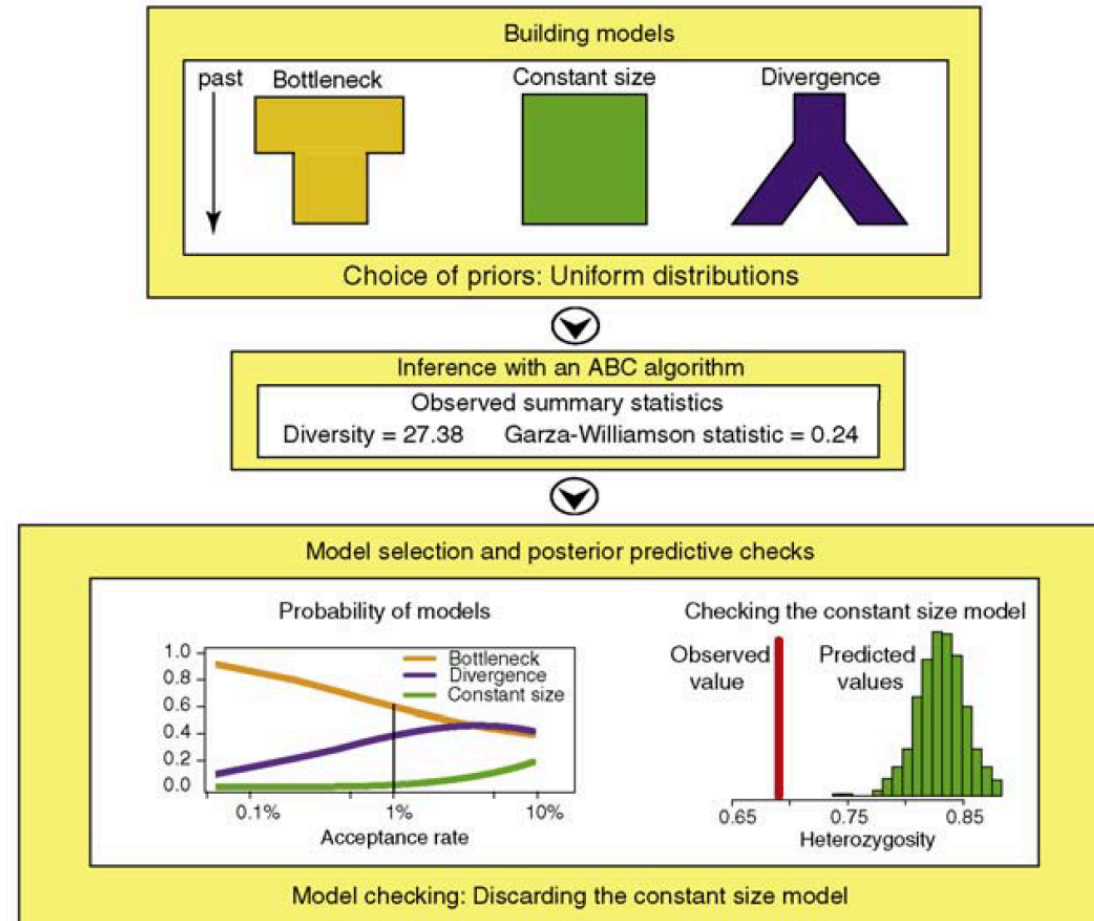 Building models
past
Bottleneck
Constant size
Divergence
Choice of priors: Uniform distributions
Inference with an ABC algorithm
Observed summary statistics
Diversity = 27.38 Garza-Williamson statistic = 0.24
Model selection and posterior predictive checks
Probability of models
1.0
0.8
0.6
0.4
0.2
0.0
Bottleneck
Divergence
Constant size
0.1% 1% 10%
Acceptance rate
Checking the constant size model
Observed
value
Predicted
values
0.65 0.75 0.85
Heterozygosity
Model checking: Discarding the constant size model